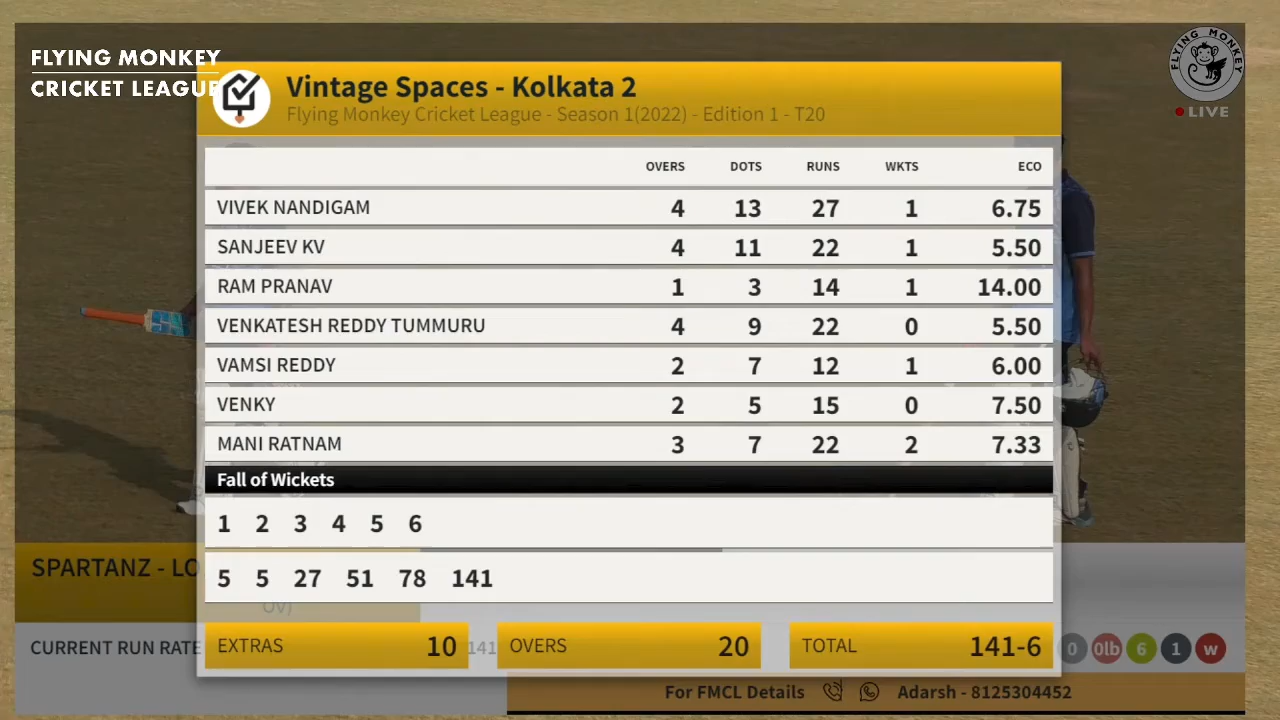 FLYING MONKEY
CRICKET LEAGUE
FLYING MONKEY
LIVE
Vintage Spaces - Kolkata 2
Flying Monkey Cricket League - Season 1(2022) - Edition 1 - T20
OVERS DOTS RUNS WKTS ECO
VIVEK NANDIGAM 4 13 27 1 6.75
SANJEEV KV 4 11 22 1 5.50
RAM PRANAV 1 3 14 1 14.00
VENKATESH REDDY TUMMURU 4 9 22 0 5.50
VAMSI REDDY 2 7 12 1 6.00
VENKY 2 5 15 0 7.50
MANI RATNAM 3 7 22 2 7.33
Fall of Wickets
1 2 3 4 5 6
5 5 27 51 78 141
SPARTANZ - LO
OV)
EXTRAS 10 OVERS 20 TOTAL 141-6
CURRENT RUN RATE 141 0 0lb 6 1 w
For FMCL Details Adarsh - 8125304452